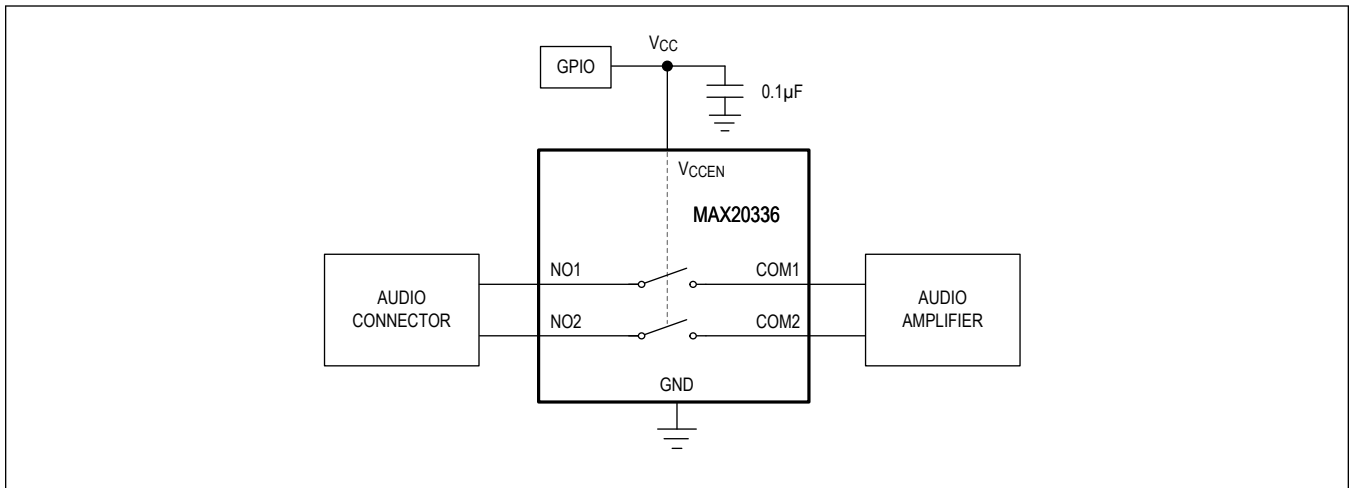 VCC
GPIO
0.1µF
VCCEN
MAX20336
NO1
COM1
AUDIO
CONNECTOR
AUDIO
AMPLIFIER
NO2
COM2
GND